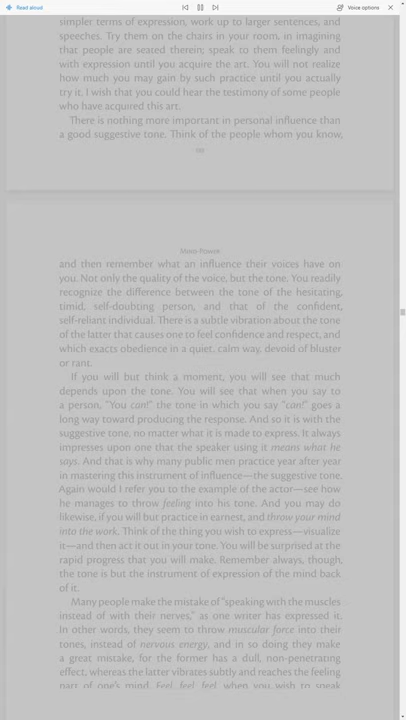 Read aloud
Voice options
simpler terms of expression, work up to larger sentences, and
speeches. Try them on the chairs in your room, in imagining
that people are seated therein; speak to them feelingly and
with expression until you acquire the art. You will not realize
how much you may gain by such practice until you actually
try it. I wish that you could hear the testimony of some people
who have acquired this art.
There is nothing more important in personal influence than
a good suggestive tone. Think of the people whom you know,
Mind-Power
and then remember what an influence their voices have on
you. Not only the quality of the voice, but the tone. You readily
recognize the difference between the tone of the hesitating,
timid, self-doubting person, and that of the confident,
self-reliant individual. There is a subtle vibration about the tone
of the latter that causes one to feel confidence and respect, and
which exacts obedience in a quiet, calm way, devoid of bluster
or rant.
If you will but think a moment, you will see that much
depends upon the tone. You will see that when you say to
a person, "You can!" the tone in which you say "can!" goes a
long way toward producing the response. And so it is with the
suggestive tone, no matter what it is made to express. It always
impresses upon one that the speaker using it means what he
says. And that is why many public men practice year after year
in mastering this instrument of influence—the suggestive tone.
Again would I refer you to the example of the actor—see how
he manages to throw feeling into his tone. And you may do
likewise, if you will but practice in earnest, and throw your mind
into the work. Think of the thing you wish to express—visualize
it—and then act it out in your tone. You will be surprised at the
rapid progress that you will make. Remember always, though,
the tone is but the instrument of expression of the mind back
of it.
Many people make the mistake of "speaking with the muscles
instead of with their nerves," as one writer has expressed it.
In other words, they seem to throw muscular force into their
tones, instead of nervous energy, and in so doing they make
a great mistake, for the former has a dull, non-penetrating
effect, whereas the latter vibrates subtly and reaches the feeling
part of one's mind. Feel, feel, feel, when you wish to speak